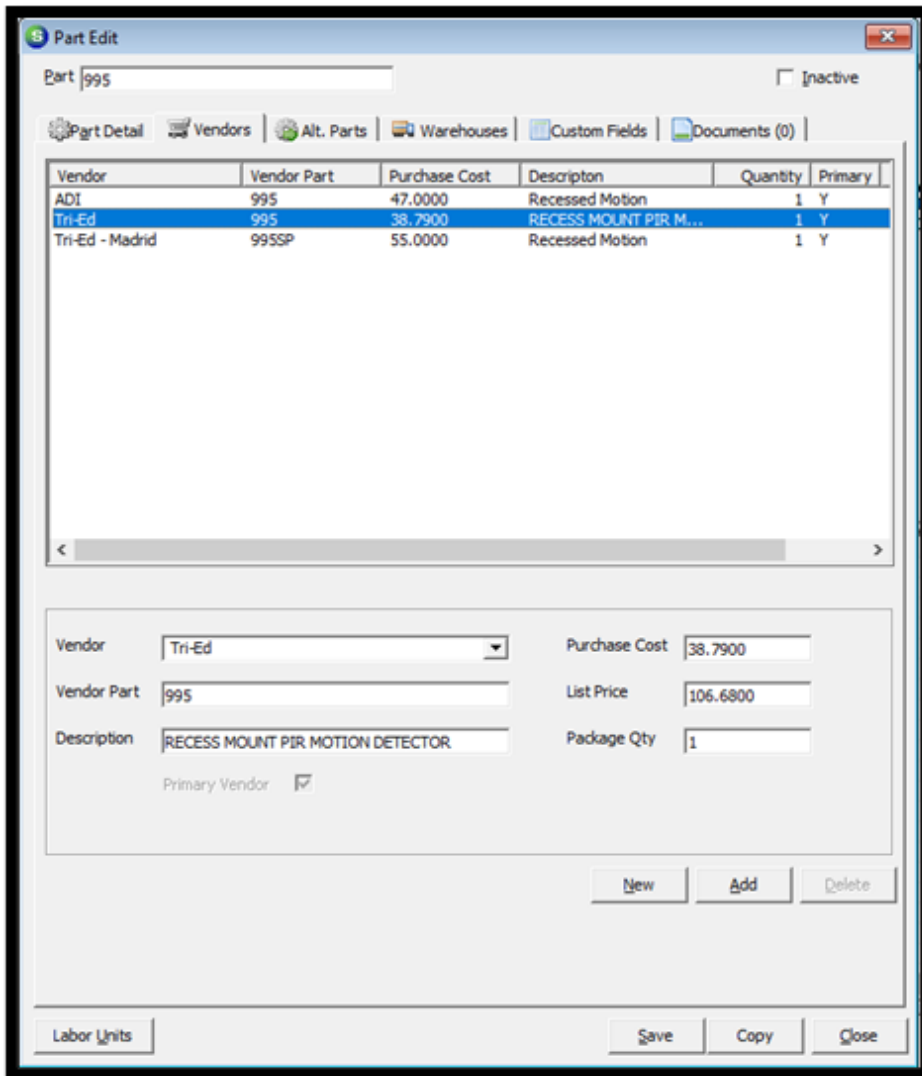 Part Edit
Part 995 Inactive
Part Detail Vendors Alt. Parts Warehouses Custom Fields Documents (0)
Vendor Vendor Part Purchase Cost Descripton Quantity Primary
ADI 995 47.0000 Recessed Motion 1 Y
Tri-Ed 995 38.7900 RECESS MOUNT PIR M... 1 Y
Tri-Ed - Madrid 995SP 55.0000 Recessed Motion 1 Y
Vendor Tri-Ed Purchase Cost 38.7900
Vendor Part 995 List Price 106.6800
Description RECESS MOUNT PIR MOTION DETECTOR Package Qty 1
Primary Vendor
New Add Delete
Labor Units Save Copy Close